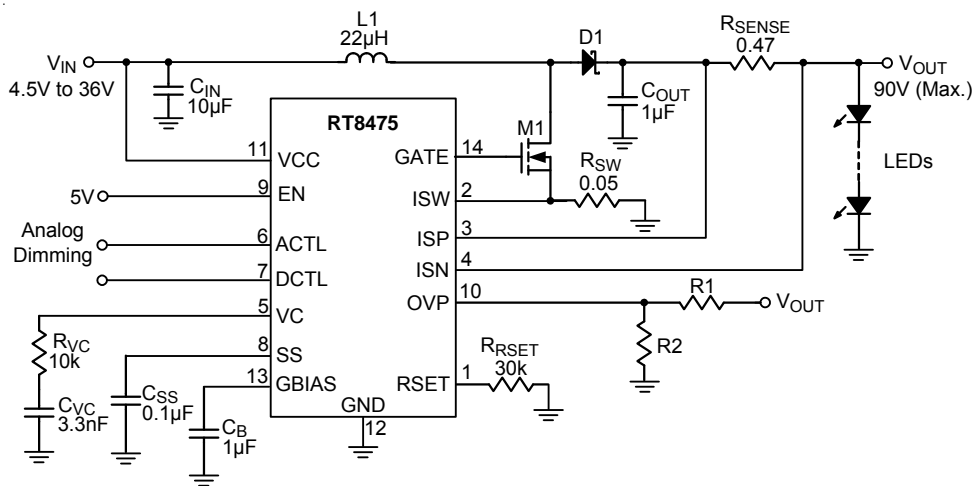 L1
22µH
D1
RSENSE
0.47
VIN
4.5V to 36V
CIN
10µF
COUT
1µF
VOUT
90V (Max.)
RT8475
M1
11
VCC
GATE
14
RSW
0.05
LEDs
5V
9
EN
ISW
2
Analog
Dimming
6
ACTL
ISP
3
7
DCTL
ISN
4
5
VC
OVP
10
R1
VOUT
RVC
10k
8
SS
R2
RRSET
30k
13
GBIAS
RSET
1
CVC
3.3nF
CSS
0.1µF
CB
1µF
GND
12